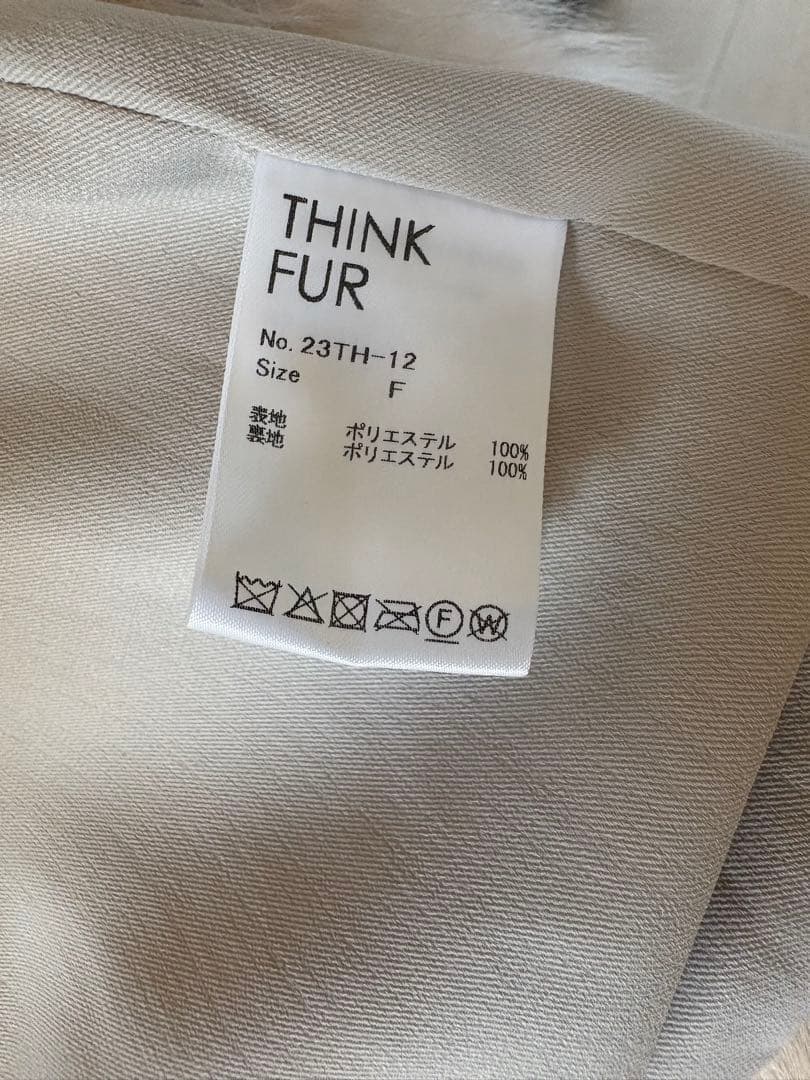 THINK
FUR
No. 23TH-12
Size F
表地 ポリエステル 100%
裏地 ポリエステル 100%
F
W